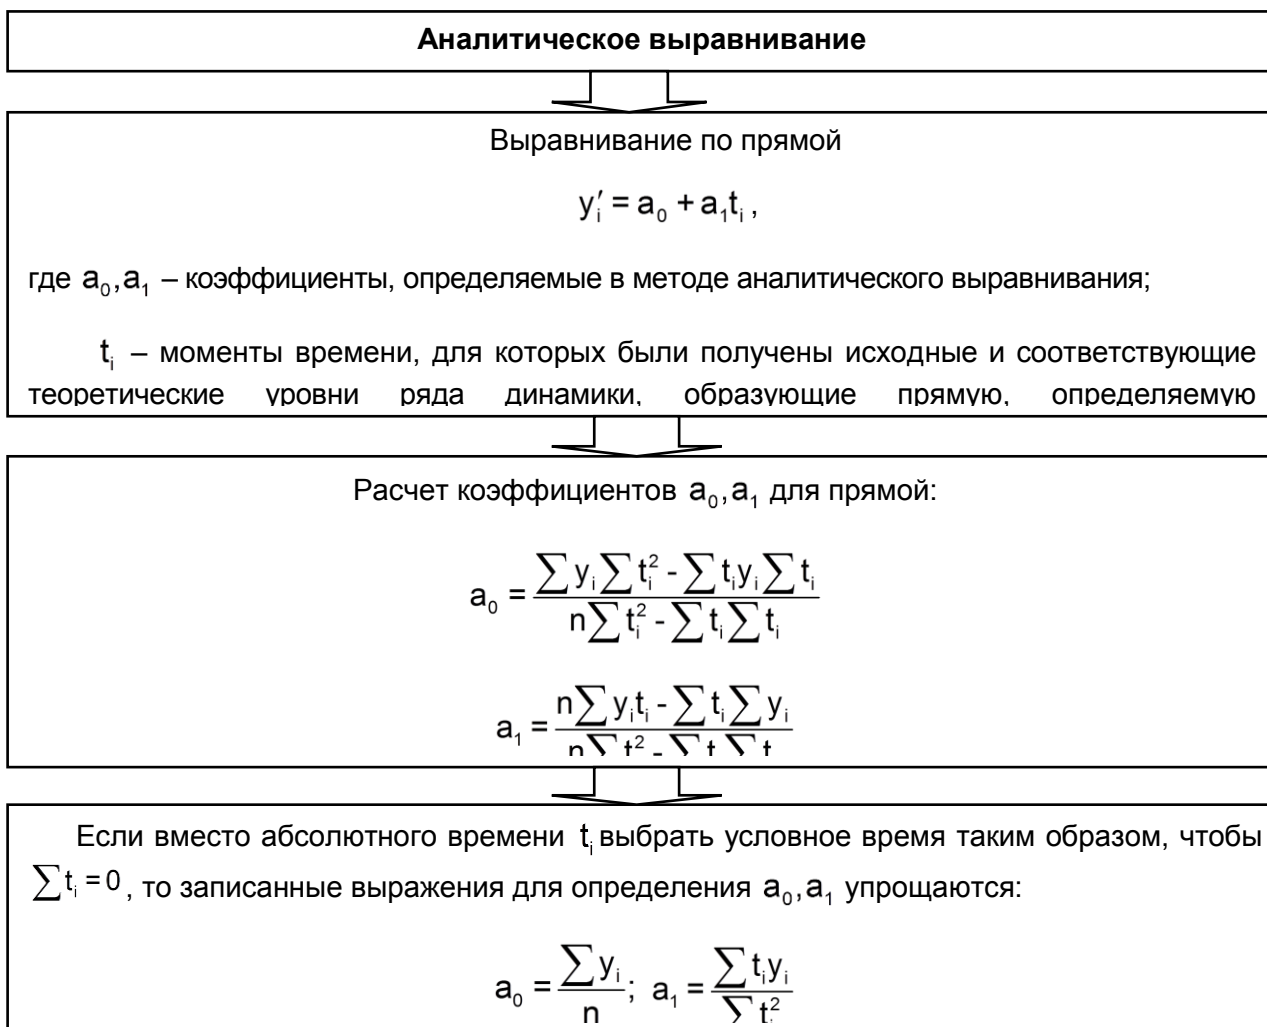 Аналитическое выравнивание
Выравнивание по прямой
y′ᵢ = a₀ + a₁tᵢ ,
где a₀,a₁ – коэффициенты, определяемые в методе аналитического выравнивания;
tᵢ – моменты времени, для которых были получены исходные и соответствующие
теоретические уровни ряда динамики, образующие прямую, определяемую
Расчет коэффициентов a₀,a₁ для прямой:
a₀ = (∑yᵢ∑tᵢ² - ∑tᵢyᵢ∑tᵢ) / (n∑tᵢ² - ∑tᵢ∑tᵢ)
a₁ = (n∑yᵢtᵢ - ∑tᵢ∑yᵢ) / (n∑t² - ∑t∑t)
Если вместо абсолютного времени tᵢ выбрать условное время таким образом, чтобы
∑tᵢ = 0 , то записанные выражения для определения a₀,a₁ упрощаются:
a₀ = ∑yᵢ / n; a₁ = ∑tᵢyᵢ / ∑tᵢ²